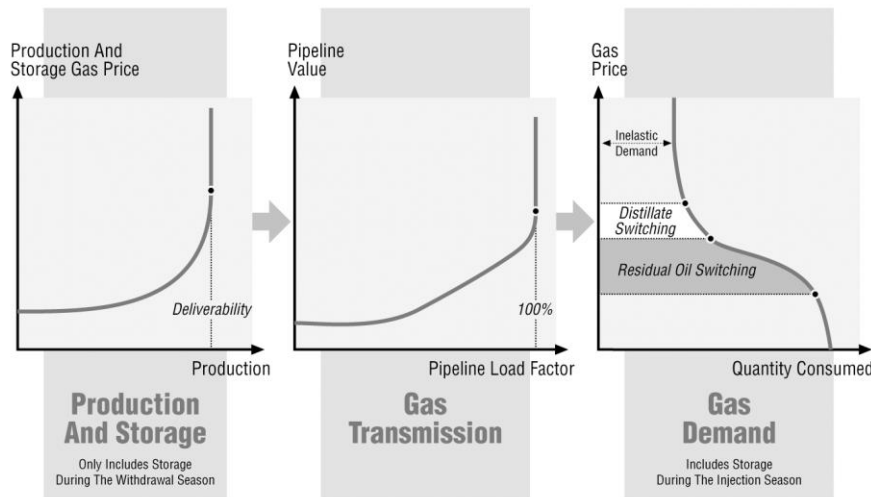 Production And
Storage Gas Price
Deliverability
Production
Production
And Storage
Only Includes Storage
During The Withdrawal Season
Pipeline
Value
100%
Pipeline Load Factor
Gas
Transmission
Gas
Price
Inelastic
Demand
Distillate
Switching
Residual Oil Switching
Quantity Consumed
Gas
Demand
Includes Storage
During The Injection Season